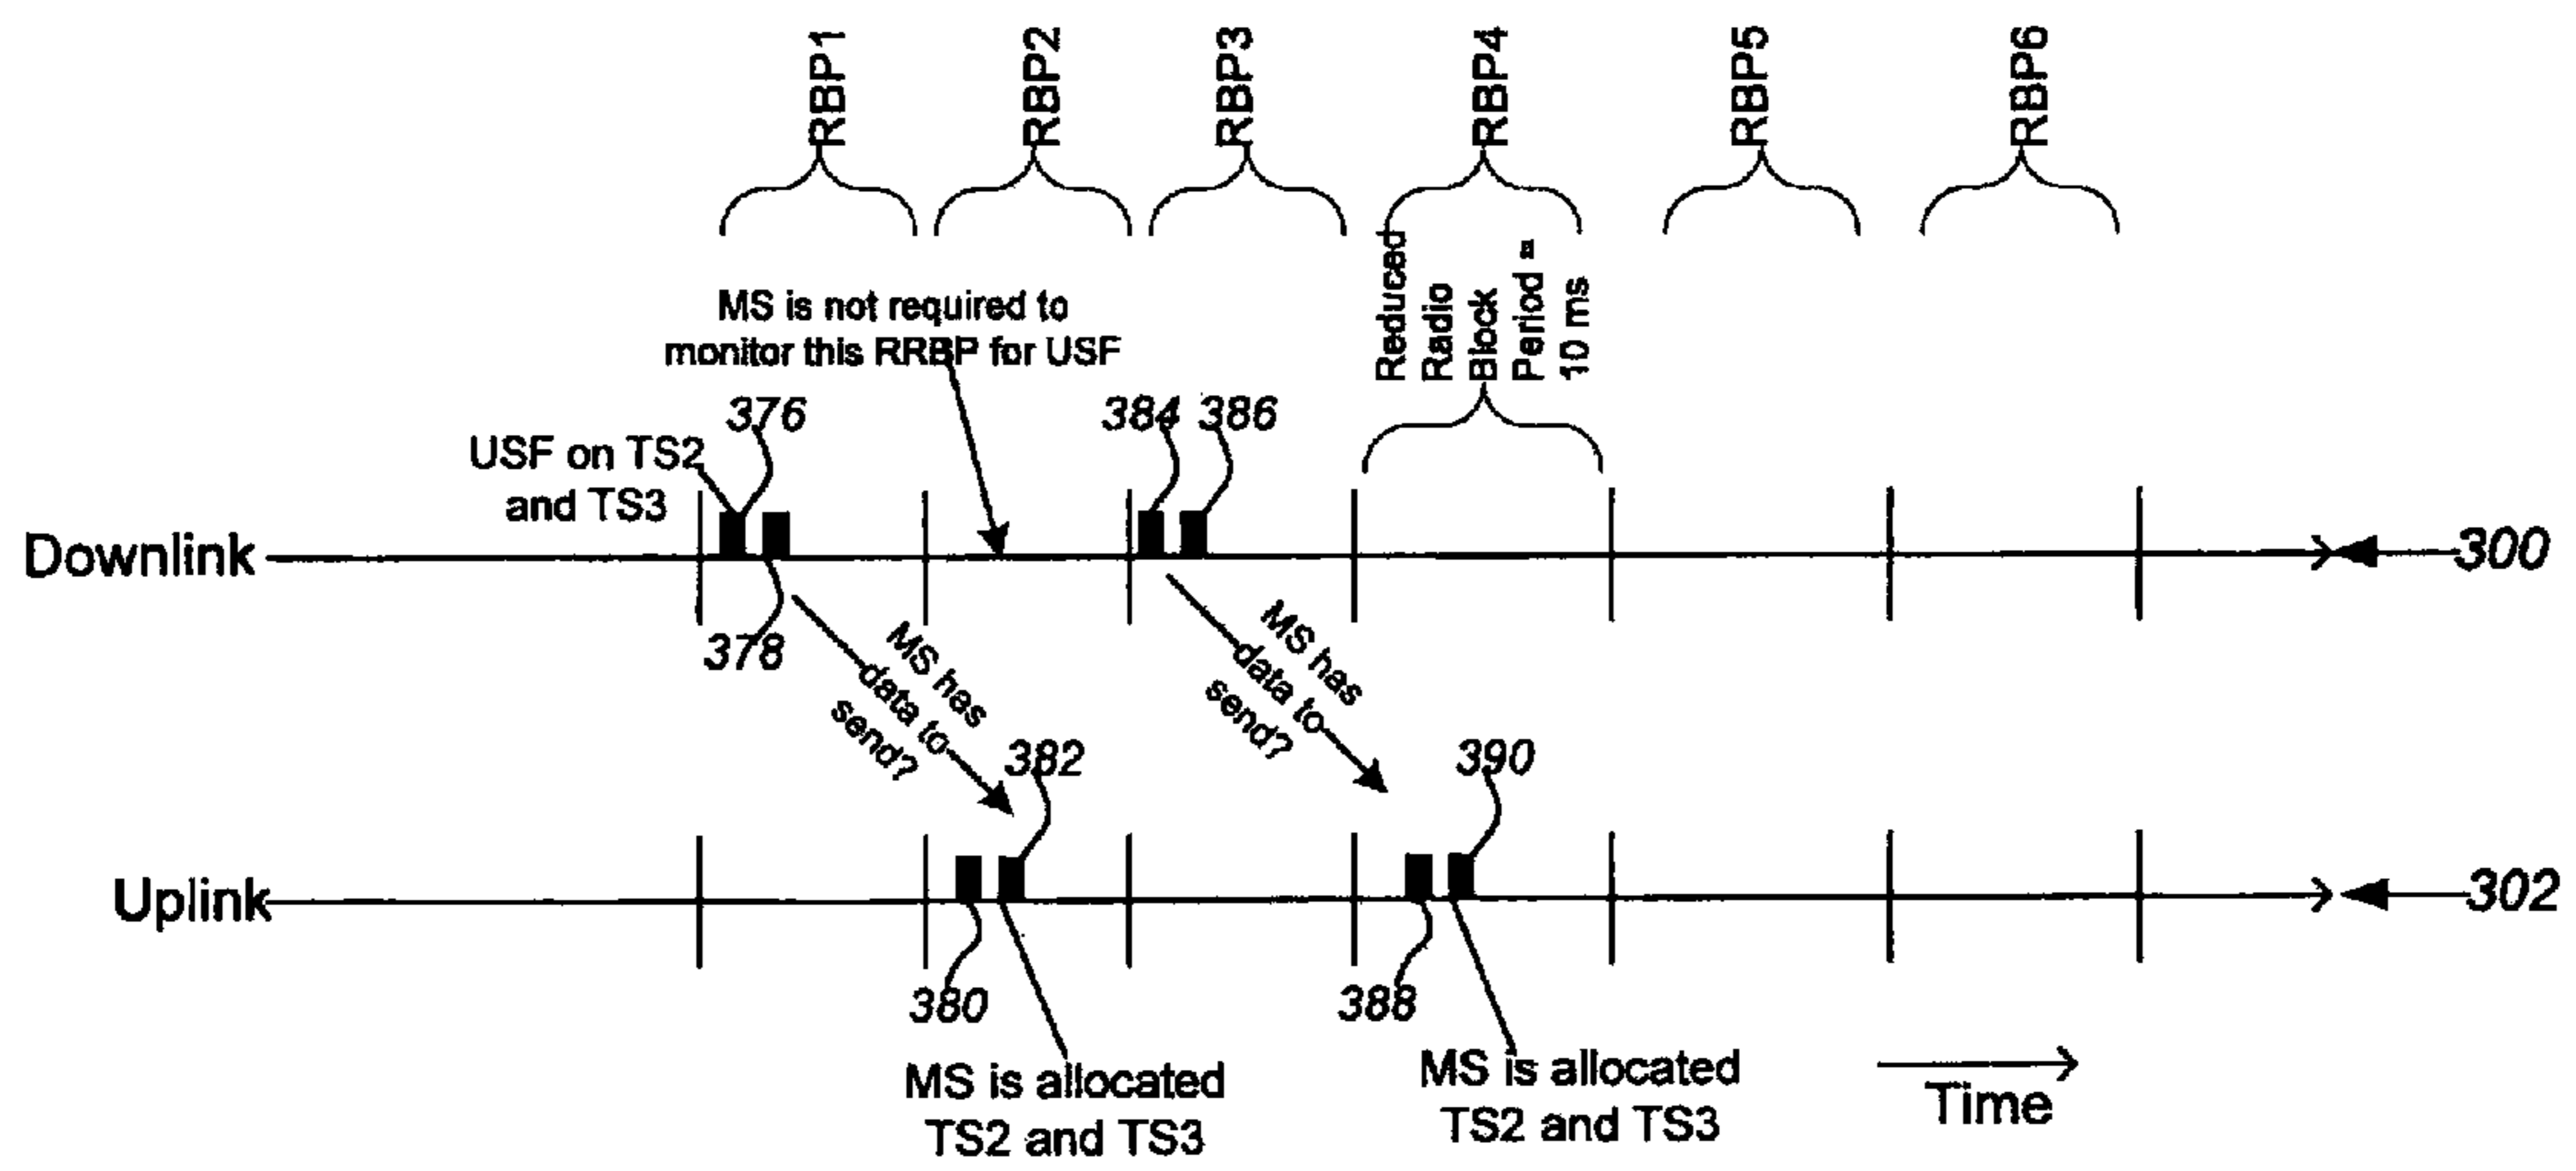 RBP1
RBP2
RBP3
RBP4
RBP5
RBP6
MS is not required to
monitor this RRBP for USF
Reduced
Radio
Block
Period =
10 ms
376
384
386
USF on TS2
and TS3
Downlink
300
378
MS has
data to
send?
MS has
data to
send?
382
390
Uplink
302
380
388
MS is allocated
TS2 and TS3
MS is allocated
TS2 and TS3
Time